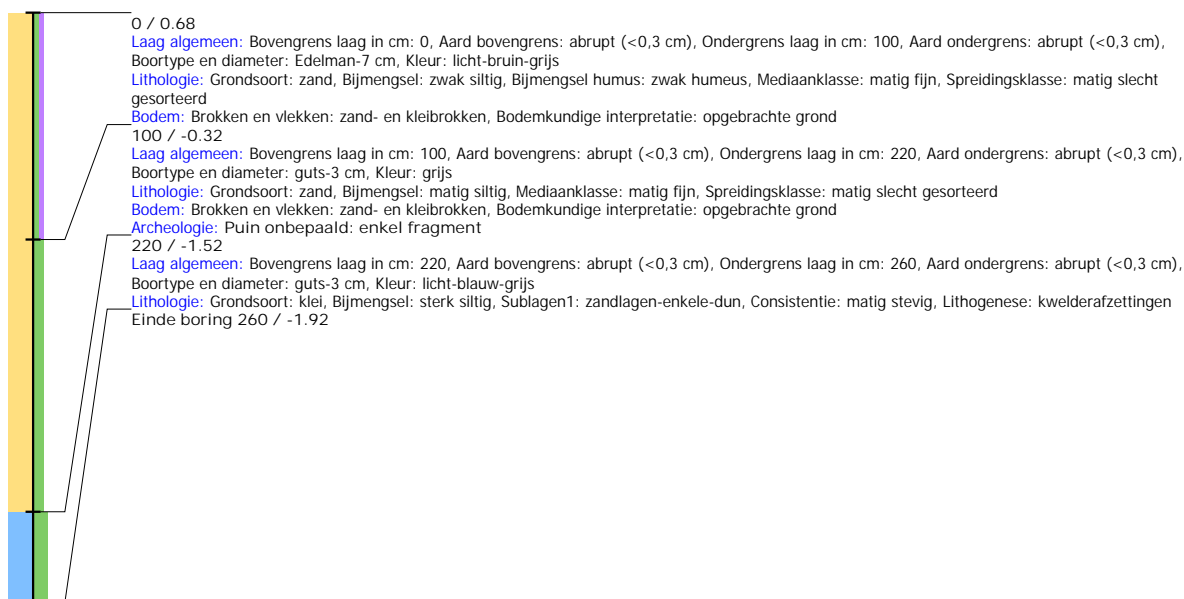 0 / 0.68
Laag algemeen: Bovengrens laag in cm: 0, Aard bovengrens: abrupt (<0,3 cm), Ondergrens laag in cm: 100, Aard ondergrens: abrupt (<0,3 cm),
Boortype en diameter: Edelman-7 cm, Kleur: licht-bruin-grijs
Lithologie: Grondsoort: zand, Bijmengsel: zwak siltig, Bijmengsel humus: zwak humeus, Mediaanklasse: matig fijn, Spreidingsklasse: matig slecht
gesorteerd
Bodem: Brokken en vlekken: zand- en kleibrokken, Bodemkundige interpretatie: opgebrachte grond
100 / -0.32
Laag algemeen: Bovengrens laag in cm: 100, Aard bovengrens: abrupt (<0,3 cm), Ondergrens laag in cm: 220, Aard ondergrens: abrupt (<0,3 cm),
Boortype en diameter: guts-3 cm, Kleur: grijs
Lithologie: Grondsoort: zand, Bijmengsel: matig siltig, Mediaanklasse: matig fijn, Spreidingsklasse: matig slecht gesorteerd
Bodem: Brokken en vlekken: zand- en kleibrokken, Bodemkundige interpretatie: opgebrachte grond
Archeologie: Puin onbepaald: enkel fragment
220 / -1.52
Laag algemeen: Bovengrens laag in cm: 220, Aard bovengrens: abrupt (<0,3 cm), Ondergrens laag in cm: 260, Aard ondergrens: abrupt (<0,3 cm),
Boortype en diameter: guts-3 cm, Kleur: licht-blauw-grijs
Lithologie: Grondsoort: klei, Bijmengsel: sterk siltig, Sublagen1: zandlagen-enkele-dun, Consistentie: matig stevig, Lithogenese: kwelderafzettingen
Einde boring 260 / -1.92